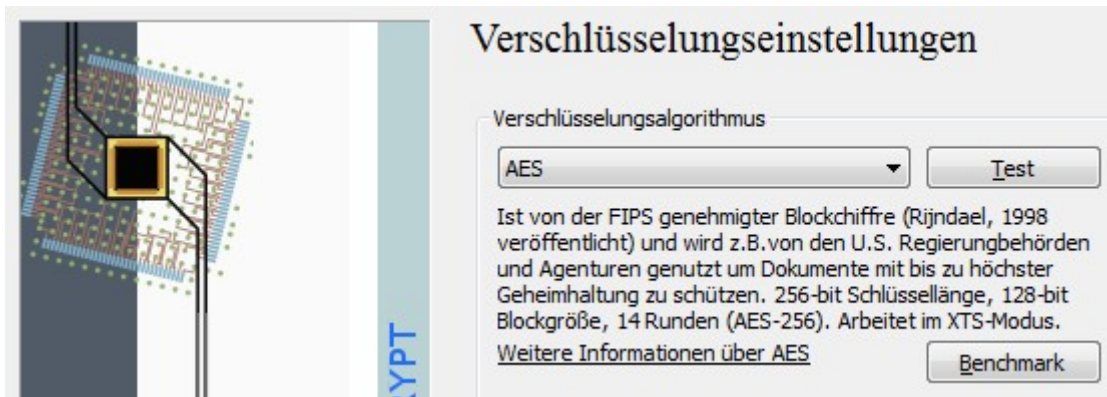 Verschlüsselungseinstellungen
Verschlüsselungsalgorithmus
AES
Test
Ist von der FIPS genehmigter Blockchiffre (Rijndael, 1998
veröffentlicht) und wird z.B.von den U.S. Regierungbehörden
und Agenturen genutzt um Dokumente mit bis zu höchster
Geheimhaltung zu schützen. 256-bit Schlüssellänge, 128-bit
Blockgröße, 14 Runden (AES-256). Arbeitet im XTS-Modus.
Weitere Informationen über AES
Benchmark